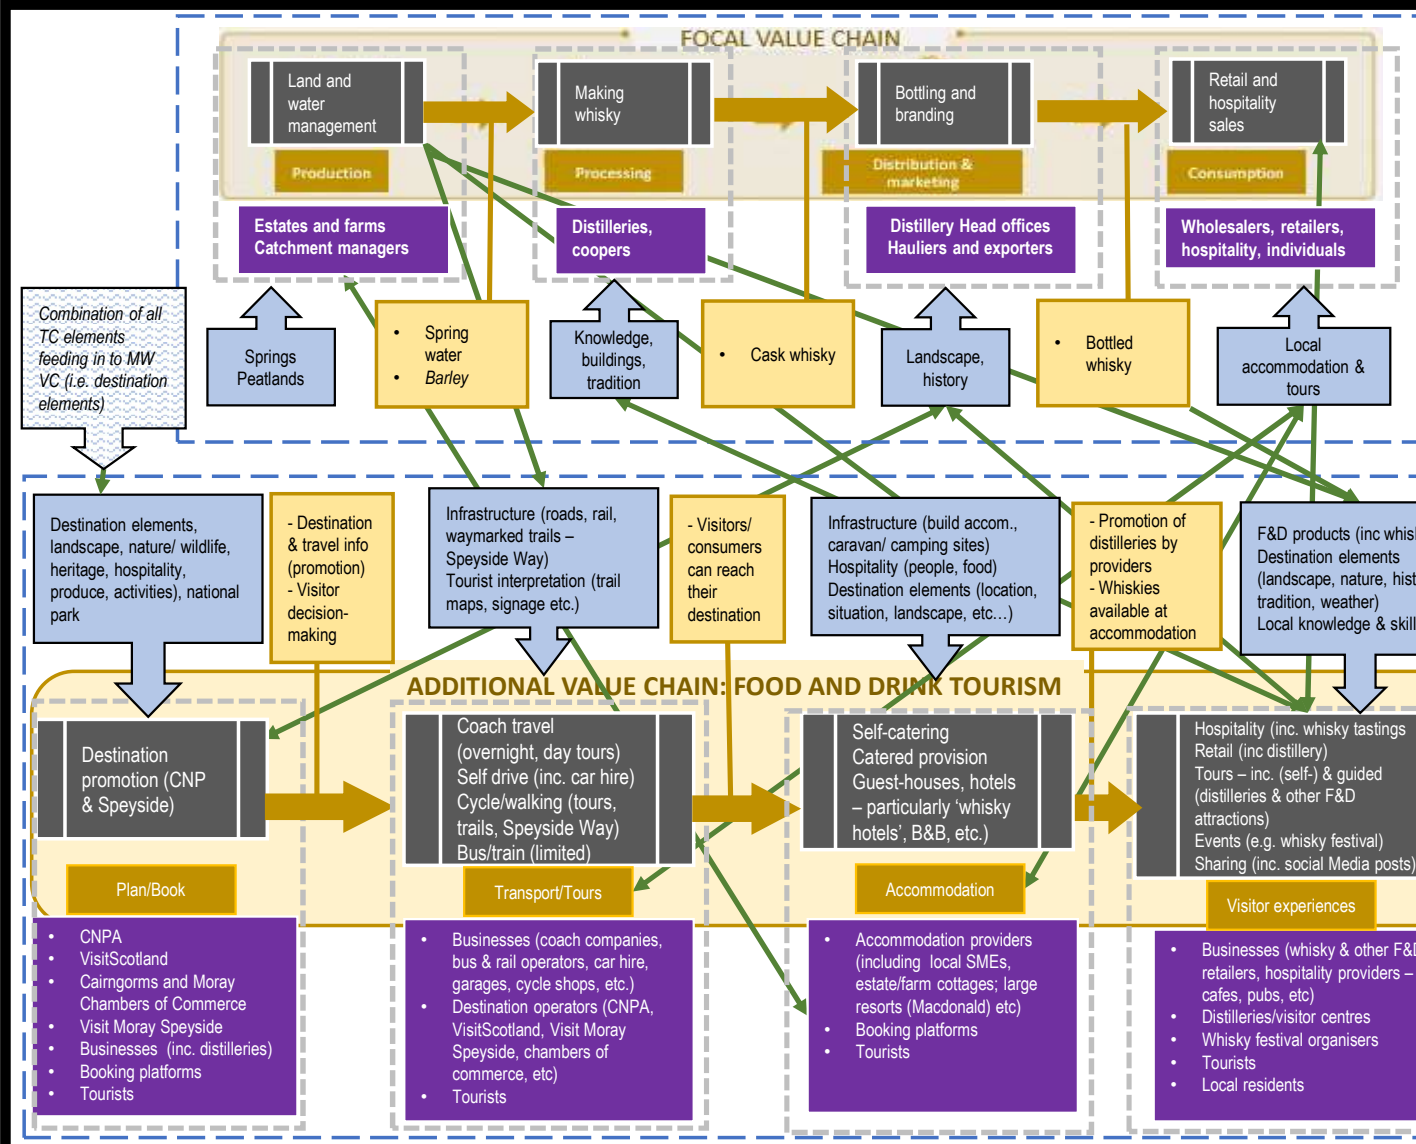 FOCAL VALUE CHAIN
Land and
water
management
Making
whisky
Bottling and
branding
Retail and
hospitality
sales
Production
Processing
Distribution &
marketing
Consumption
Estates and farms
Catchment managers
Distilleries,
coopers
Distillery Head offices
Hauliers and exporters
Wholesalers, retailers,
hospitality, individuals
Combination of all
TC elements
feeding in to MW
VC (i.e. destination
elements)
Springs
Peatlands
• Spring
water
• Barley
Knowledge,
buildings,
tradition
• Cask whisky
Landscape,
history
• Bottled
whisky
Local
accommodation &
tours
Destination elements,
landscape, nature/ wildlife,
heritage, hospitality,
produce, activities), national
park
- Destination
& travel info
(promotion)
- Visitor
decision-
making
Infrastructure (roads, rail,
waymarked trails –
Speyside Way)
Tourist interpretation (trail
maps, signage etc.)
- Visitors/
consumers
can reach
their
destination
Infrastructure (build accom.,
caravan/ camping sites)
Hospitality (people, food)
Destination elements (location,
situation, landscape, etc…)
- Promotion of
distilleries by
providers
- Whiskies
available at
accommodation
F&D products (inc whis
Destination elements
(landscape, nature, hist
tradition, weather)
Local knowledge & skill
ADDITIONAL VALUE CHAIN: FOOD AND DRINK TOURISM
Destination
promotion (CNP
& Speyside)
Coach travel
(overnight, day tours)
Self drive (inc. car hire)
Cycle/walking (tours,
trails, Speyside Way)
Bus/train (limited)
Self-catering
Catered provision
Guest-houses, hotels
– particularly ‘whisky
hotels’, B&B, etc.)
Hospitality (inc. whisky tastings
Retail (inc distillery)
Tours – inc. (self-) & guided
(distilleries & other F&D
attractions)
Events (e.g. whisky festival)
Sharing (inc. social Media posts)
Plan/Book
Transport/Tours
Accommodation
Visitor experiences
• CNPA
• VisitScotland
• Cairngorms and Moray
Chambers of Commerce
• Visit Moray Speyside
• Businesses (inc. distilleries)
• Booking platforms
• Tourists
• Businesses (coach companies,
bus & rail operators, car hire,
garages, cycle shops, etc.)
• Destination operators (CNPA,
VisitScotland, Visit Moray
Speyside, chambers of
commerce, etc)
• Tourists
• Accommodation providers
(including local SMEs,
estate/farm cottages; large
resorts (Macdonald) etc)
• Booking platforms
• Tourists
• Businesses (whisky & other F&D
retailers, hospitality providers –
cafes, pubs, etc)
• Distilleries/visitor centres
• Whisky festival organisers
• Tourists
• Local residents